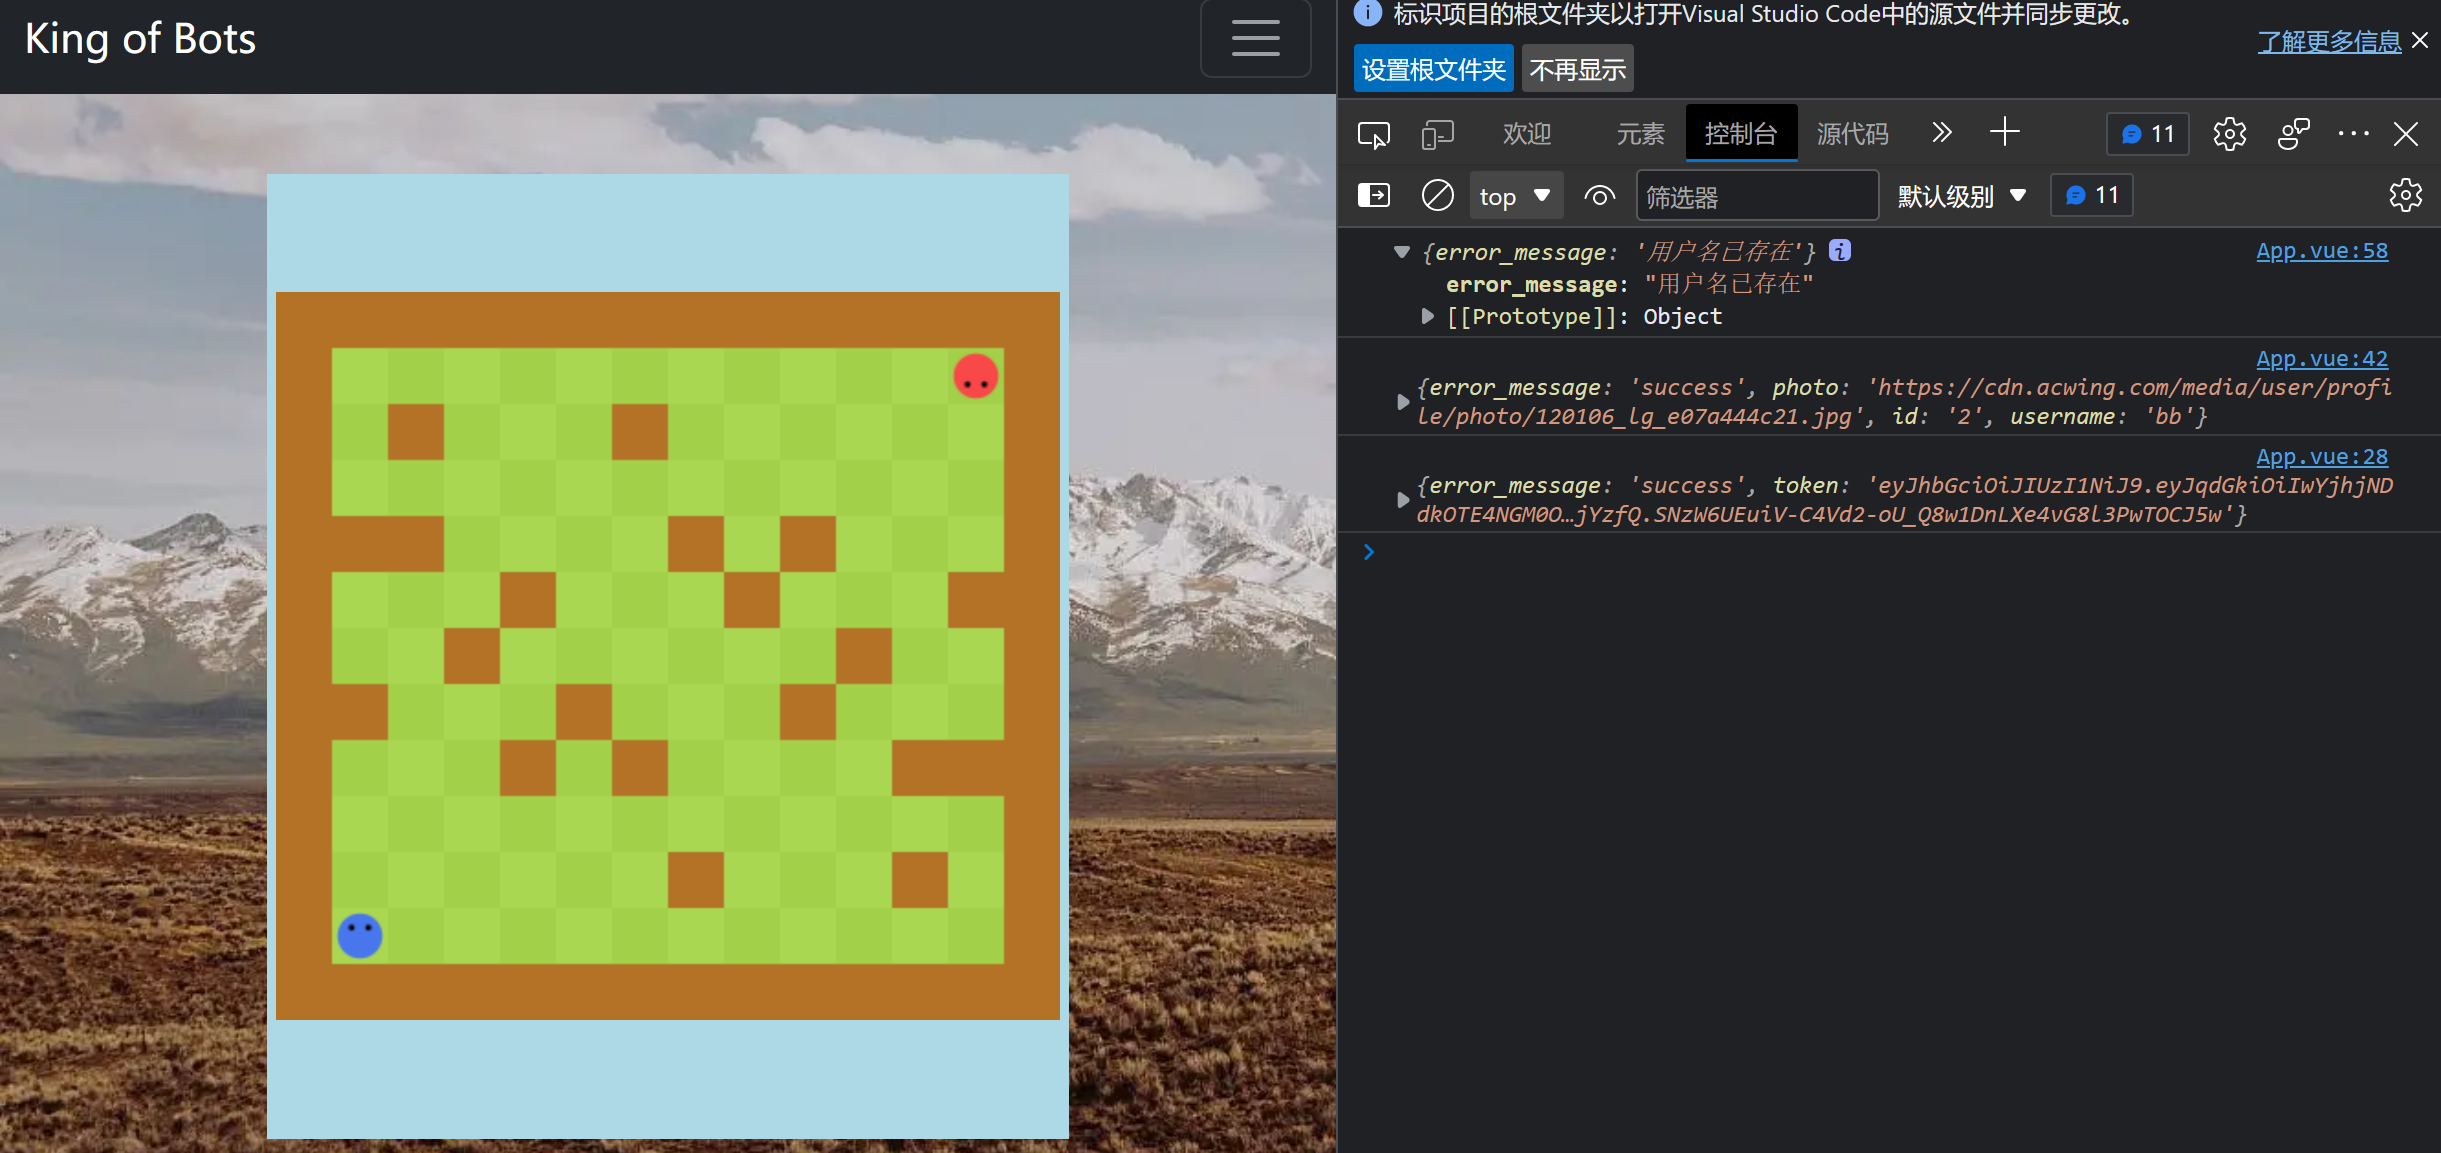 King of Bots
标识项目的根文件夹以打开Visual Studio Code中的源文件并同步更改。
了解更多信息
设置根文件夹 不再显示
欢迎 元素 控制台 源代码 11
top 筛选器 默认级别 11
{error_message: '用户名已存在'} App.vue:58
error_message: "用户名已存在"
[[Prototype]]: Object
App.vue:42
{error_message: 'success', photo: 'https://cdn.acwing.com/media/user/profi
le/photo/120106_lg_e07a444c21.jpg', id: '2', username: 'bb'}
App.vue:28
{error_message: 'success', token: 'eyJhbGciOiJIUzI1NiJ9.eyJqdGkiOiIwYjhjND
dkOTE4NGM0O…jYzfQ.SNzW6UEuiV-C4Vd2-oU_Q8w1DnLXe4vG8l3PwTOCJ5w'}